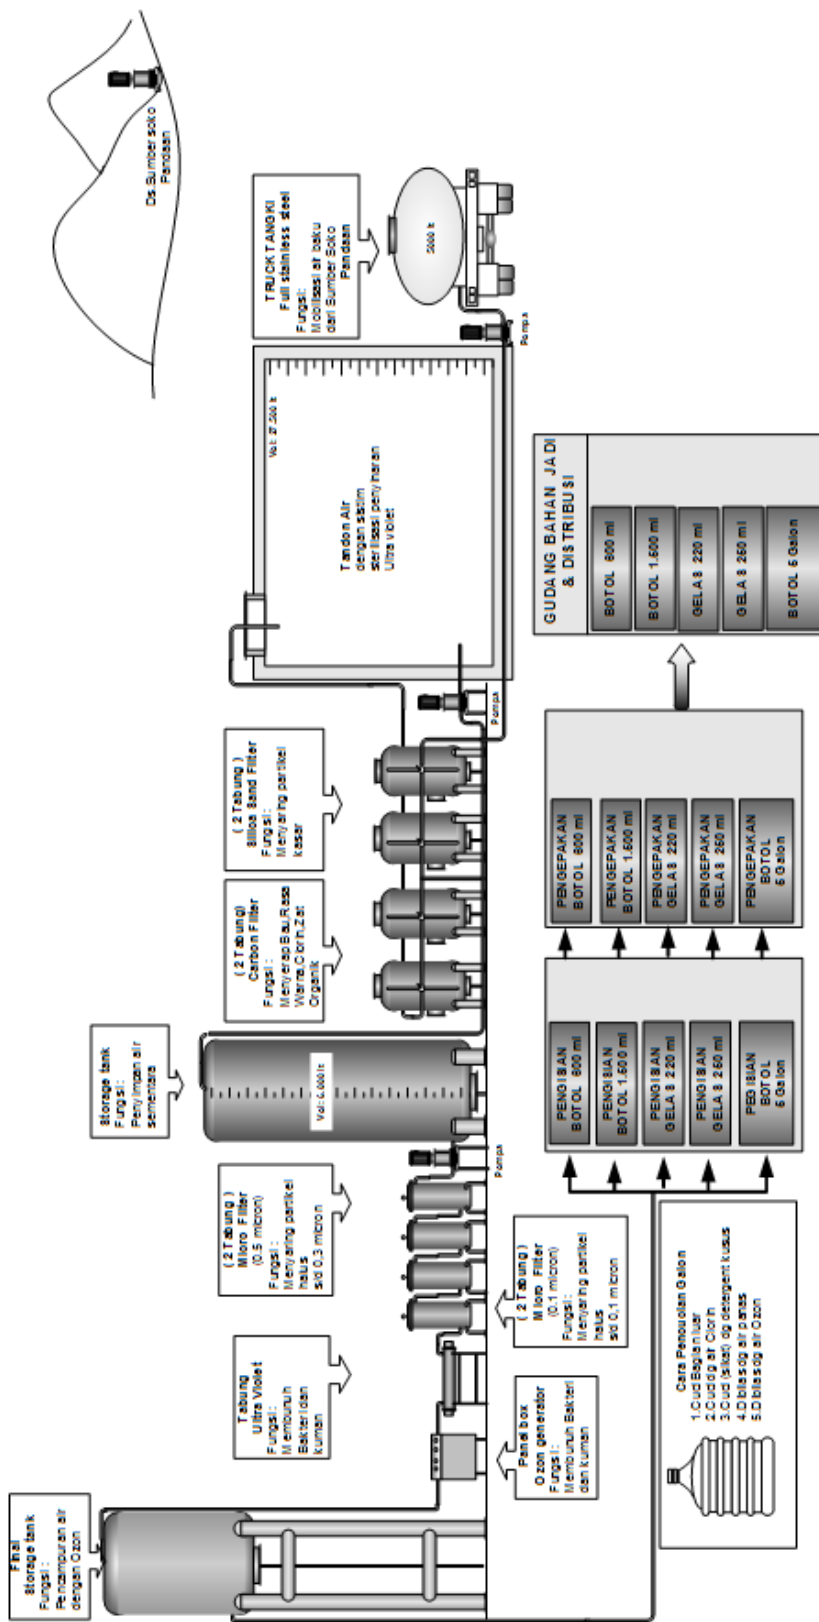 Ds.Sumber soko
Pandaan
TRUCK TANGKI
Full stainless steel
Fungsi:
Mobilisasi air baku
dari Sumber Soko
Pandaan
5000 lt
Pompa
Vol: 27.500 lt
Tandon Air
dengan sistim
sterilisasi penyinaran
Ultra violet
Pompa
( 2 Tabung )
Silica Sand Filter
Fungsi :
Menyaring partikel
kasar
( 2 Tabung)
Carbon Filter
Fungsi :
Menyerap Bau,Rasa
Warna,Clorin,Zat
Organik
Storage tank
Fungsi :
Penyimpan air
sementara
Vol: 6.000 lt
Pompa
( 2 Tabung )
Micro Filter
(0.5 micron)
Fungsi :
Menyaring partikel
halus
s/d 0,3 micron
( 2 Tabung )
Micro Filter
(0.1 micron)
Fungsi :
Menyaring partikel
halus
s/d 0,1 micron
Tabung
Ultra Violet
Fungsi :
Membunuh
Bakteri dan
kuman
Panel box
Ozon generator
Fungsi :
Membunuh Bakteri
dan kuman
Final
Storage tank
Fungsi :
Pencampuran air
dengan Ozon
Cara Pencucian Galon
1.Cuci Bagian luar
2.Cuci dg air Clorin
3.Cuci (sikat) dg detergent kusus
4.Dibilas dg air panas
5.Dibilas dg air Ozon
PENGISIAN
BOTOL 600 ml
PENGISIAN
BOTOL 1.500 ml
PENGISIAN
GELAS 220 ml
PENGISIAN
GELAS 250 ml
PEGISIAN
BOTOL
5 Galon
PENGEPAKAN
BOTOL 600 ml
PENGEPAKAN
BOTOL 1.500 ml
PENGEPAKAN
GELAS 220 ml
PENGEPAKAN
GELAS 250 ml
PENGEPAKAN
BOTOL
5 Galon
GUDANG BAHAN JADI
& DISTRIBUSI
BOTOL 600 ml
BOTOL 1.500 ml
GELAS 220 ml
GELAS 250 ml
BOTOL 5 Galon